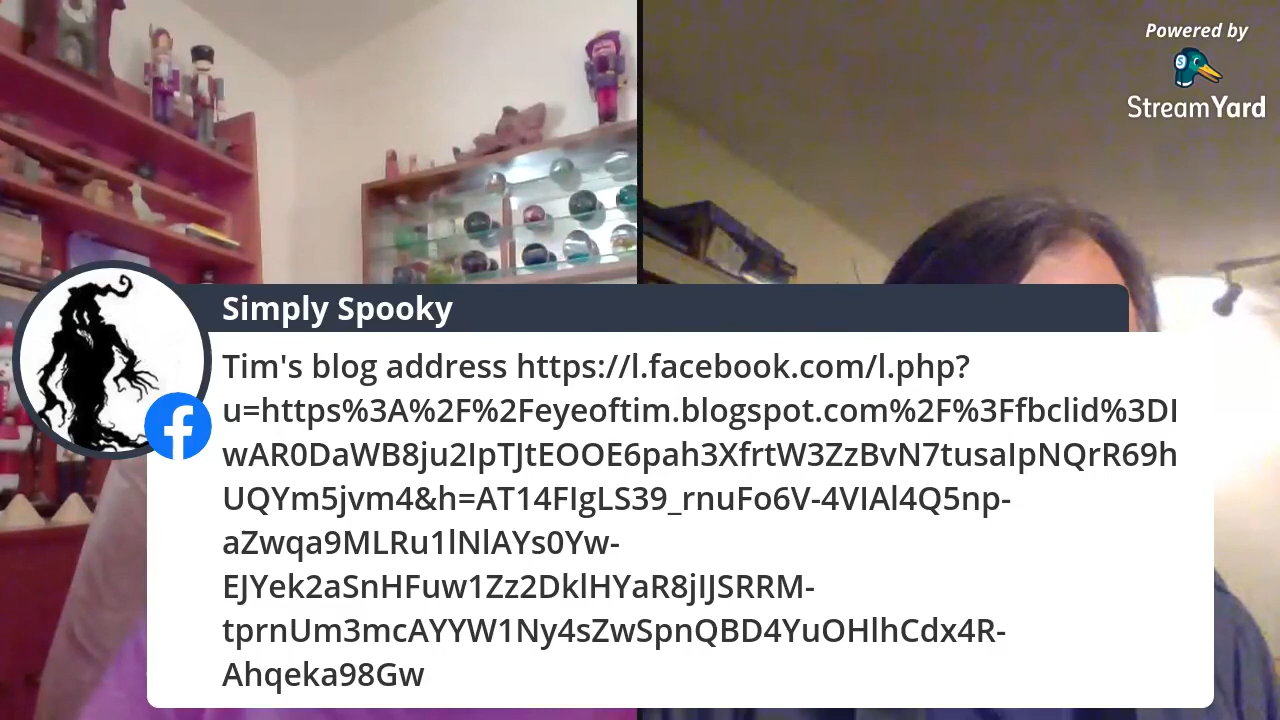 Powered by
StreamYard
Simply Spooky
Tim's blog address https://l.facebook.com/l.php?
u=https%3A%2F%2Feyeoftim.blogspot.com%2F%3Ffbclid%3DI
wAR0DaWB8ju2IpTJtEOOE6pah3XfrtW3ZzBvN7tusaIpNQrR69h
UQYm5jvm4&h=AT14FIgLS39_rnuFo6V-4VIAl4Q5np-
aZwqa9MLRu1lNlAYs0Yw-
EJYek2aSnHFuw1Zz2DklHYaR8jIJSRRM-
tprnUm3mcAYYW1Ny4sZwSpnQBD4YuOHlhCdx4R-
Ahqeka98Gw